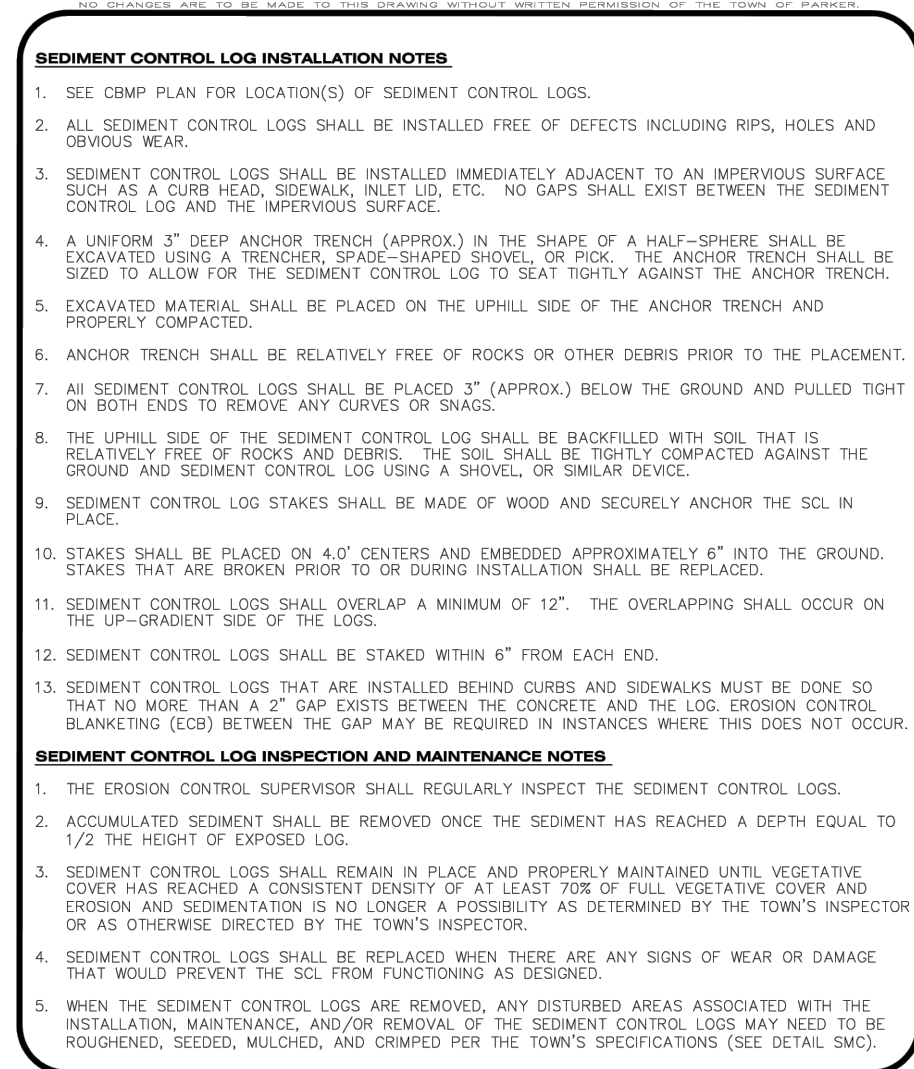 NO CHANGES ARE TO BE MADE TO THIS DRAWING WITHOUT WRITTEN PERMISSION OF THE TOWN OF PARKER.
SEDIMENT CONTROL LOG INSTALLATION NOTES
1. SEE CBMP PLAN FOR LOCATION(S) OF SEDIMENT CONTROL LOGS.
2. ALL SEDIMENT CONTROL LOGS SHALL BE INSTALLED FREE OF DEFECTS INCLUDING RIPS, HOLES AND
OBVIOUS WEAR.
3. SEDIMENT CONTROL LOGS SHALL BE INSTALLED IMMEDIATELY ADJACENT TO AN IMPERVIOUS SURFACE
SUCH AS A CURB HEAD, SIDEWALK, INLET LID, ETC. NO GAPS SHALL EXIST BETWEEN THE SEDIMENT
CONTROL LOG AND THE IMPERVIOUS SURFACE.
4. A UNIFORM 3" DEEP ANCHOR TRENCH (APPROX.) IN THE SHAPE OF A HALF-SPHERE SHALL BE
EXCAVATED USING A TRENCHER, SPADE-SHAPED SHOVEL, OR PICK. THE ANCHOR TRENCH SHALL BE
SIZED TO ALLOW FOR THE SEDIMENT CONTROL LOG TO SEAT TIGHTLY AGAINST THE ANCHOR TRENCH.
5. EXCAVATED MATERIAL SHALL BE PLACED ON THE UPHILL SIDE OF THE ANCHOR TRENCH AND
PROPERLY COMPACTED.
6. ANCHOR TRENCH SHALL BE RELATIVELY FREE OF ROCKS OR OTHER DEBRIS PRIOR TO THE PLACEMENT.
7. All SEDIMENT CONTROL LOGS SHALL BE PLACED 3" (APPROX.) BELOW THE GROUND AND PULLED TIGHT
ON BOTH ENDS TO REMOVE ANY CURVES OR SNAGS.
8. THE UPHILL SIDE OF THE SEDIMENT CONTROL LOG SHALL BE BACKFILLED WITH SOIL THAT IS
RELATIVELY FREE OF ROCKS AND DEBRIS. THE SOIL SHALL BE TIGHTLY COMPACTED AGAINST THE
GROUND AND SEDIMENT CONTROL LOG USING A SHOVEL, OR SIMILAR DEVICE.
9. SEDIMENT CONTROL LOG STAKES SHALL BE MADE OF WOOD AND SECURELY ANCHOR THE SCL IN
PLACE.
10. STAKES SHALL BE PLACED ON 4.0' CENTERS AND EMBEDDED APPROXIMATELY 6" INTO THE GROUND.
STAKES THAT ARE BROKEN PRIOR TO OR DURING INSTALLATION SHALL BE REPLACED.
11. SEDIMENT CONTROL LOGS SHALL OVERLAP A MINIMUM OF 12". THE OVERLAPPING SHALL OCCUR ON
THE UP-GRADIENT SIDE OF THE LOGS.
12. SEDIMENT CONTROL LOGS SHALL BE STAKED WITHIN 6" FROM EACH END.
13. SEDIMENT CONTROL LOGS THAT ARE INSTALLED BEHIND CURBS AND SIDEWALKS MUST BE DONE SO
THAT NO MORE THAN A 2" GAP EXISTS BETWEEN THE CONCRETE AND THE LOG. EROSION CONTROL
BLANKETING (ECB) BETWEEN THE GAP MAY BE REQUIRED IN INSTANCES WHERE THIS DOES NOT OCCUR.
SEDIMENT CONTROL LOG INSPECTION AND MAINTENANCE NOTES
1. THE EROSION CONTROL SUPERVISOR SHALL REGULARLY INSPECT THE SEDIMENT CONTROL LOGS.
2. ACCUMULATED SEDIMENT SHALL BE REMOVED ONCE THE SEDIMENT HAS REACHED A DEPTH EQUAL TO
1/2 THE HEIGHT OF EXPOSED LOG.
3. SEDIMENT CONTROL LOGS SHALL REMAIN IN PLACE AND PROPERLY MAINTAINED UNTIL VEGETATIVE
COVER HAS REACHED A CONSISTENT DENSITY OF AT LEAST 70% OF FULL VEGETATIVE COVER AND
EROSION AND SEDIMENTATION IS NO LONGER A POSSIBILITY AS DETERMINED BY THE TOWN'S INSPECTOR
OR AS OTHERWISE DIRECTED BY THE TOWN'S INSPECTOR.
4. SEDIMENT CONTROL LOGS SHALL BE REPLACED WHEN THERE ARE ANY SIGNS OF WEAR OR DAMAGE
THAT WOULD PREVENT THE SCL FROM FUNCTIONING AS DESIGNED.
5. WHEN THE SEDIMENT CONTROL LOGS ARE REMOVED, ANY DISTURBED AREAS ASSOCIATED WITH THE
INSTALLATION, MAINTENANCE, AND/OR REMOVAL OF THE SEDIMENT CONTROL LOGS MAY NEED TO BE
ROUGHENED, SEEDED, MULCHED, AND CRIMPED PER THE TOWN'S SPECIFICATIONS (SEE DETAIL SMC).